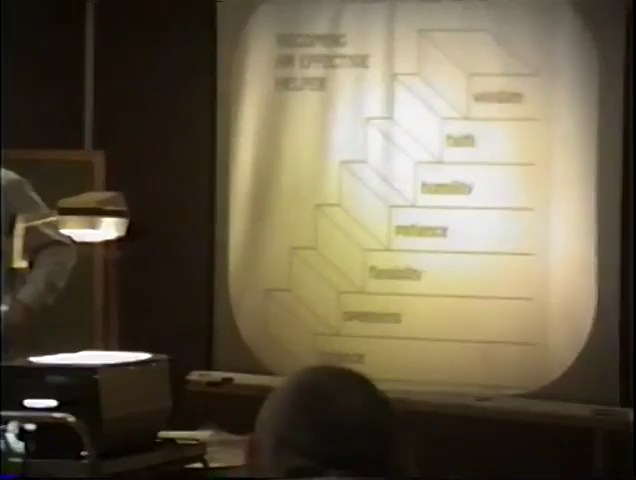 BECOMING
AN EFFECTIVE
HELPER
wisdom
faith
humility
patience
flexibility
openness